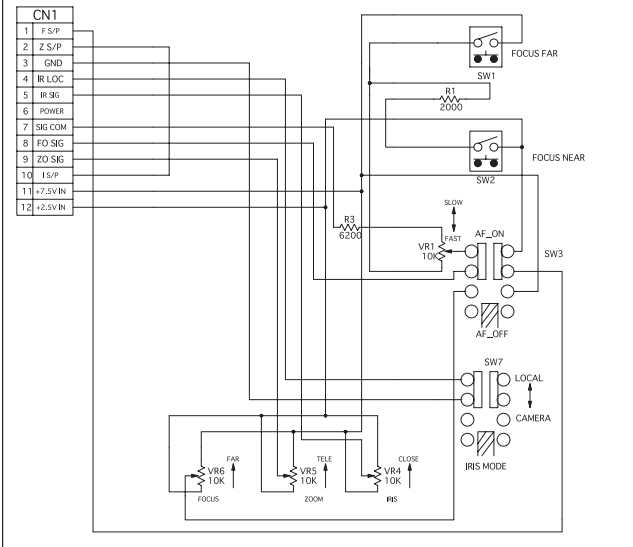 CN1
1 F S/P
2 Z S/P
3 GND
4 IR LOC
5 IR SIG
6 POWER
7 SIG COM
8 FO SIG
9 ZO SIG
10 I S/P
11 +7.5V IN
12 +2.5V IN
FOCUS FAR
SW1
R1
2000
FOCUS NEAR
SW2
SLOW
R3
6200
FAST
VR1
10K
AF_ON
SW3
AF_OFF
SW7
LOCAL
CAMERA
IRIS MODE
FAR
VR6
10K
FOCUS
TELE
VR5
10K
ZOOM
CLOSE
VR4
10K
IRIS